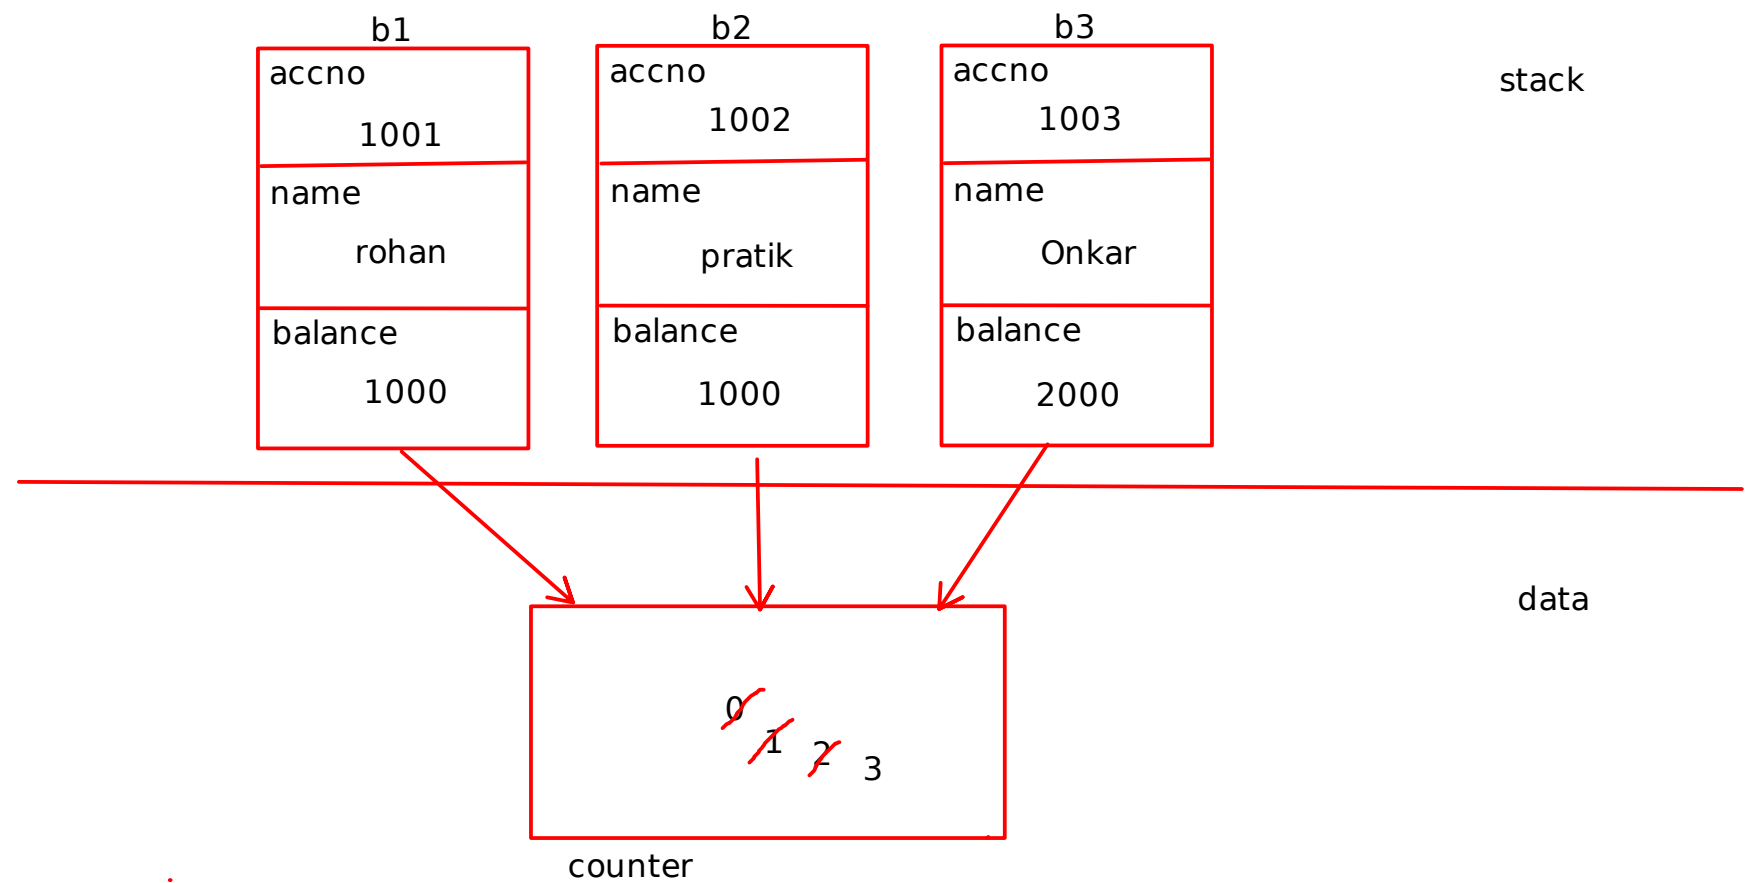 b1
accno
1001
name
rohan
balance
1000
b2
accno
1002
name
pratik
balance
1000
b3
accno
1003
name
Onkar
balance
2000
stack
data
0
1
2
3
counter